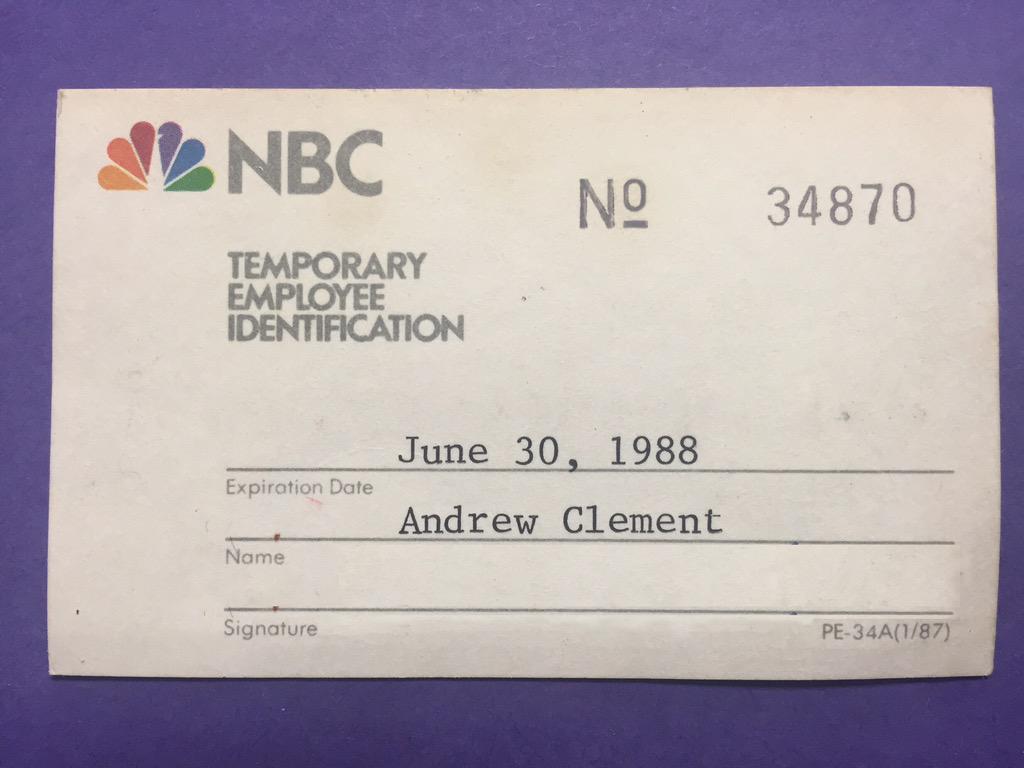 NBC
Nº 34870
TEMPORARY
EMPLOYEE
IDENTIFICATION
June 30, 1988
Expiration Date
Andrew Clement
Name
Signature
PE-34A(1/87)